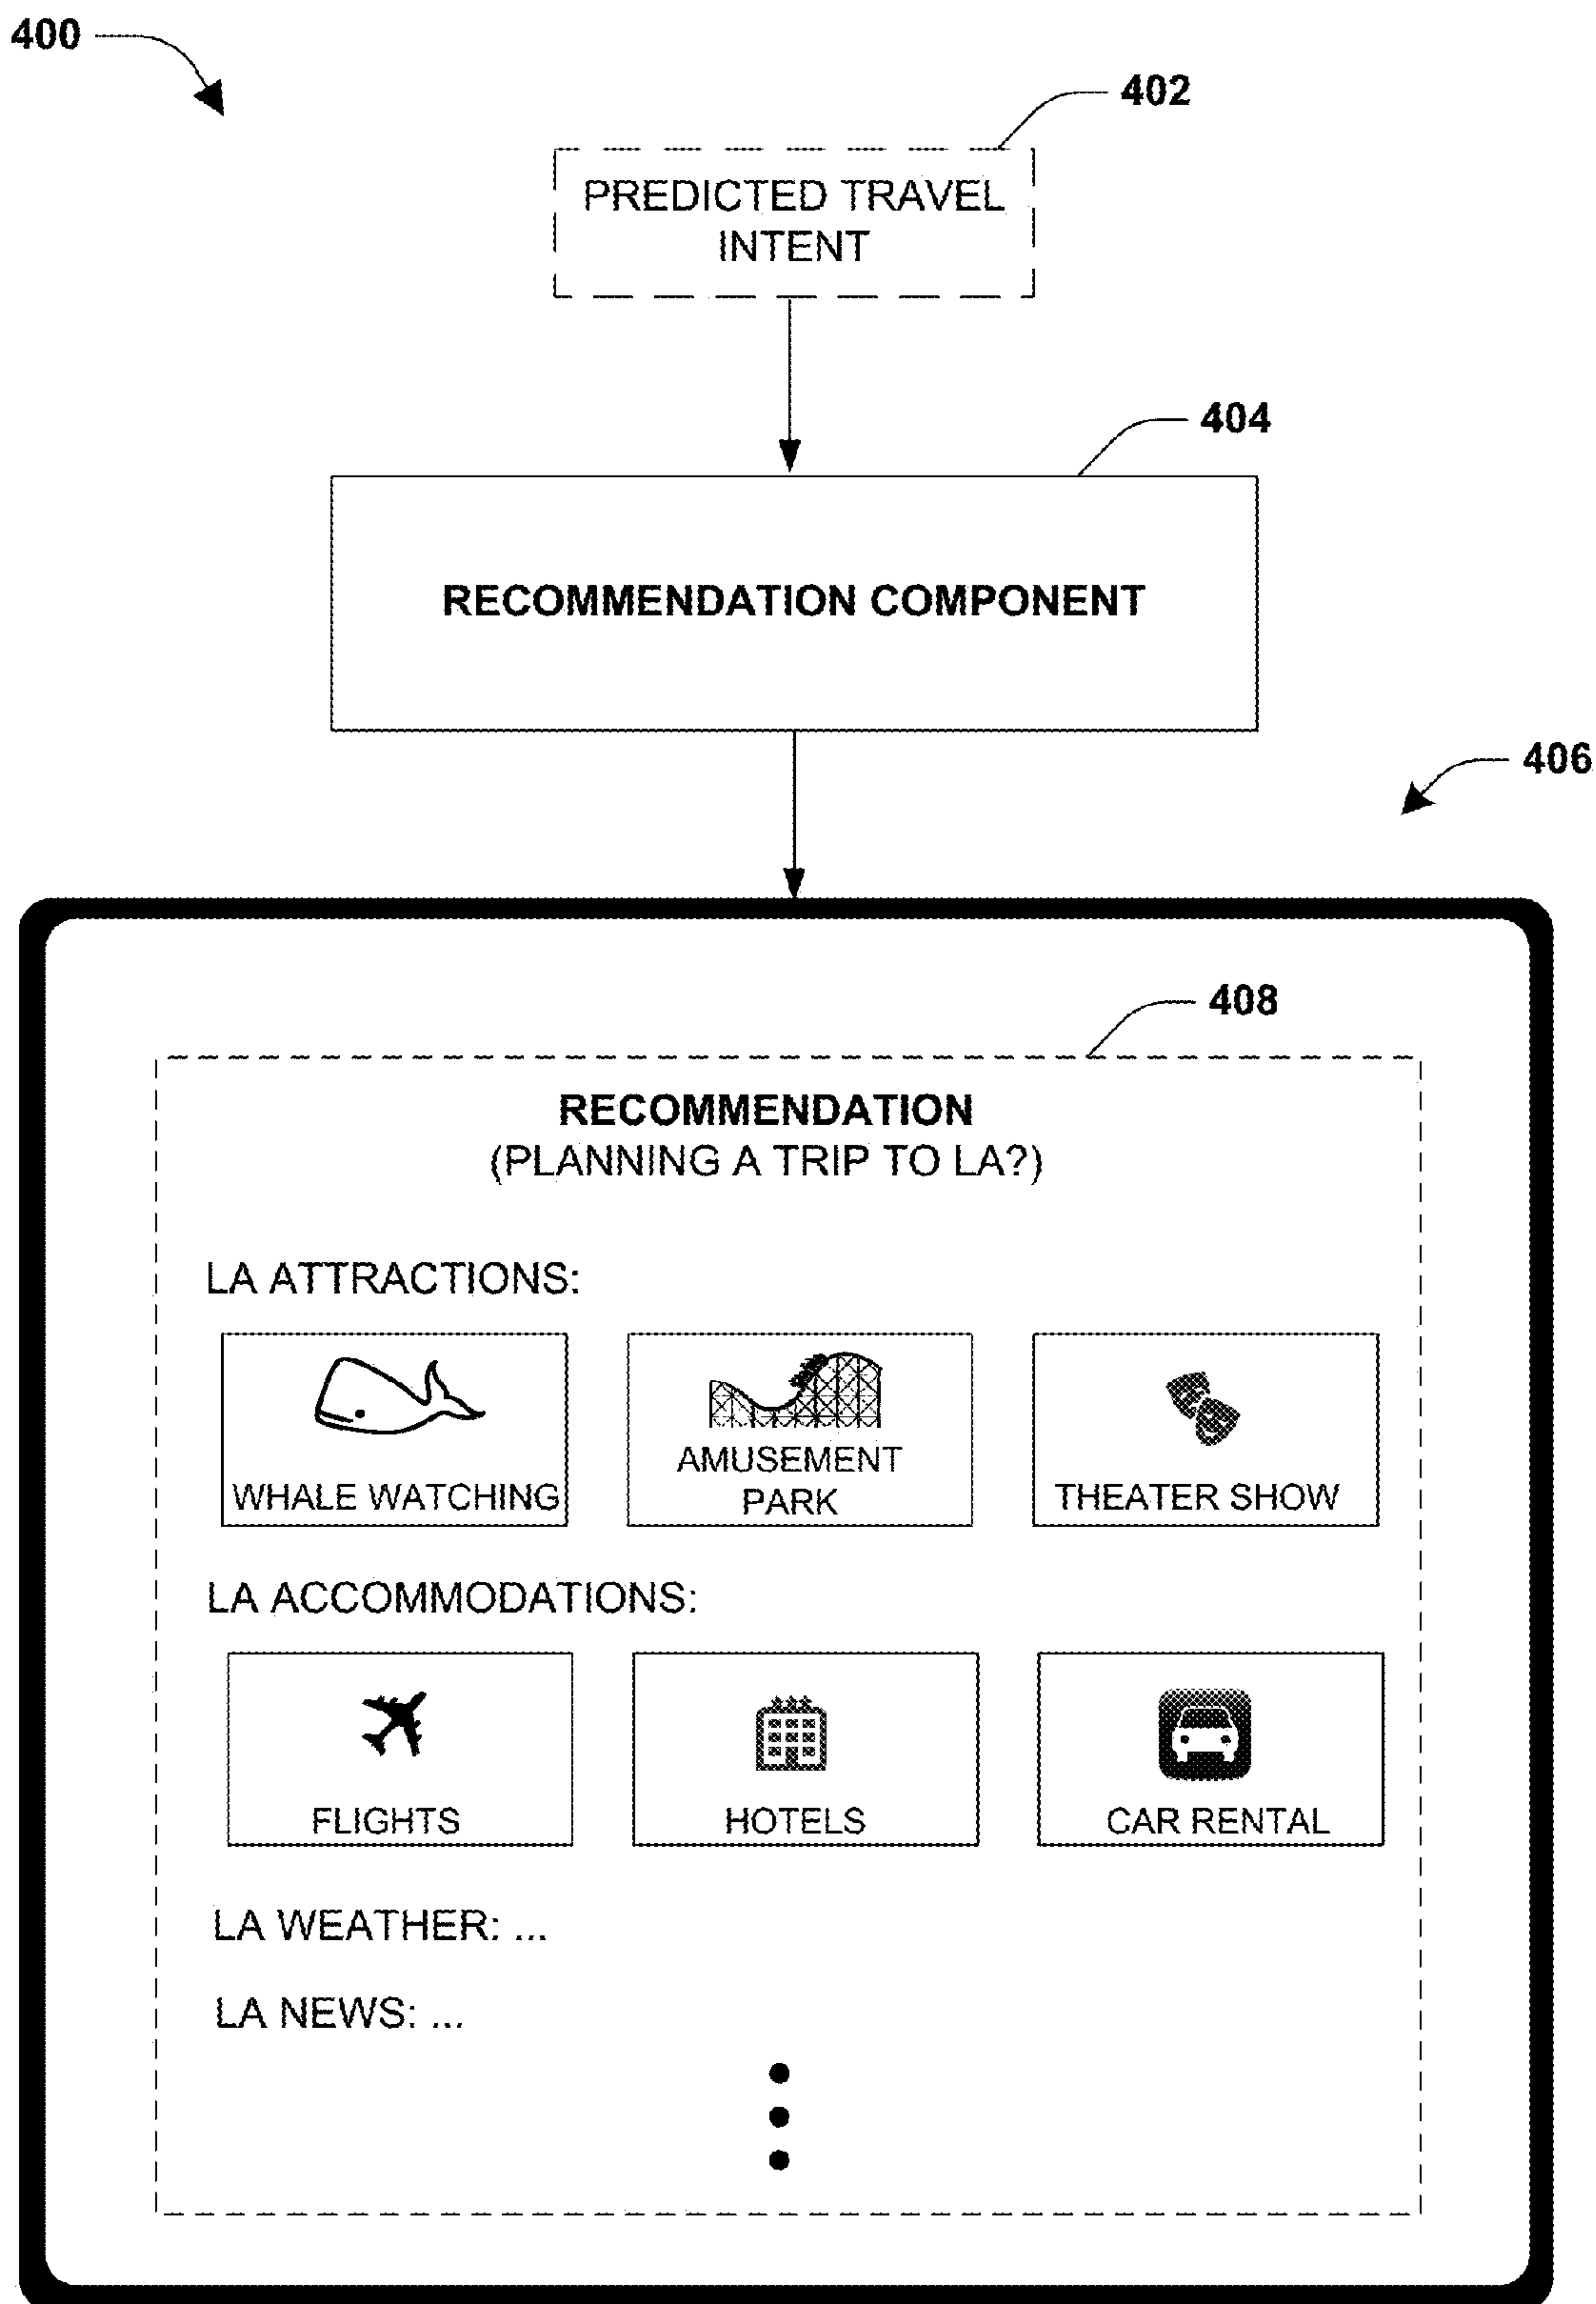 400
402
PREDICTED TRAVEL
INTENT
404
RECOMMENDATION COMPONENT
406
408
RECOMMENDATION
(PLANNING A TRIP TO LA?)
LA ATTRACTIONS:
WHALE WATCHING
AMUSEMENT
PARK
THEATER SHOW
LA ACCOMMODATIONS:
FLIGHTS
HOTELS
CAR RENTAL
LA WEATHER: ...
LA NEWS: ...